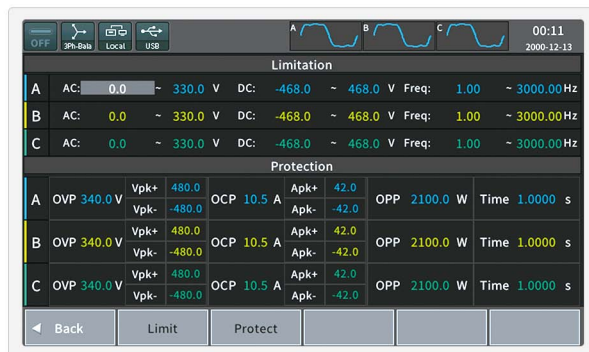 OFF 3Ph-Bala Local USB A B C 00:11
2000-12-13
Limitation
A AC: 0.0 ~ 330.0 V DC: -468.0 ~ 468.0 V Freq: 1.00 ~ 3000.00 Hz
B AC: 0.0 ~ 330.0 V DC: -468.0 ~ 468.0 V Freq: 1.00 ~ 3000.00 Hz
C AC: 0.0 ~ 330.0 V DC: -468.0 ~ 468.0 V Freq: 1.00 ~ 3000.00 Hz
Protection
A OVP 340.0 V Vpk+ 480.0 OCP 10.5 A Apk+ 42.0 OPP 2100.0 W Time 1.0000 s
Vpk- -480.0 Apk- -42.0
B OVP 340.0 V Vpk+ 480.0 OCP 10.5 A Apk+ 42.0 OPP 2100.0 W Time 1.0000 s
Vpk- -480.0 Apk- -42.0
C OVP 340.0 V Vpk+ 480.0 OCP 10.5 A Apk+ 42.0 OPP 2100.0 W Time 1.0000 s
Vpk- -480.0 Apk- -42.0
Back Limit Protect